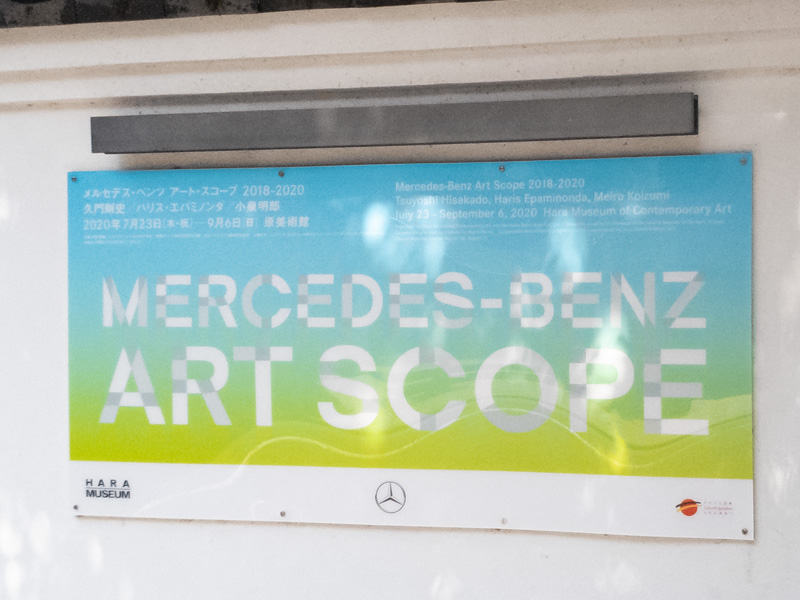 メルセデス・ベンツ アート・スコープ 2018-2020
久門剛史 ハリス・エパミノンダ 小泉明郎
2020年7月23日[木・祝]─9月6日[日] 原美術館
Mercedes-Benz Art Scope 2018-2020
Tsuyoshi Hisakado, Haris Epaminonda, Meiro Koizumi
July 23 - September 6, 2020 Hara Museum of Contemporary Art
MERCEDES-BENZ
ART SCOPE
HARA
MUSEUM